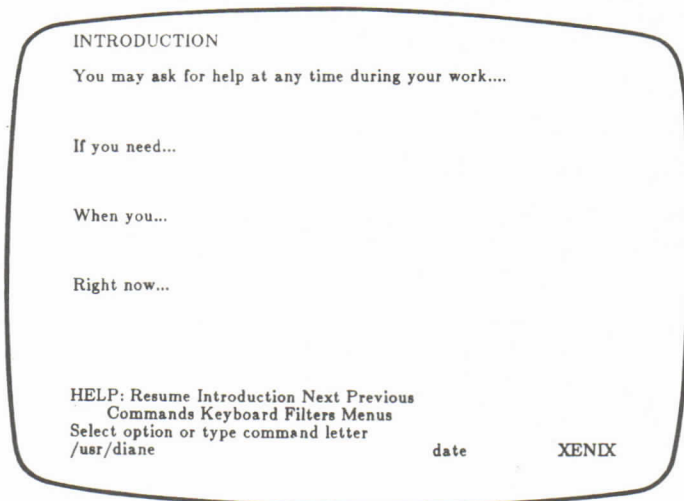 INTRODUCTION
You may ask for help at any time during your work....
If you need...
When you...
Right now...
HELP: Resume Introduction Next Previous
Commands Keyboard Filters Menus
Select option or type command letter
/usr/diane date XENIX